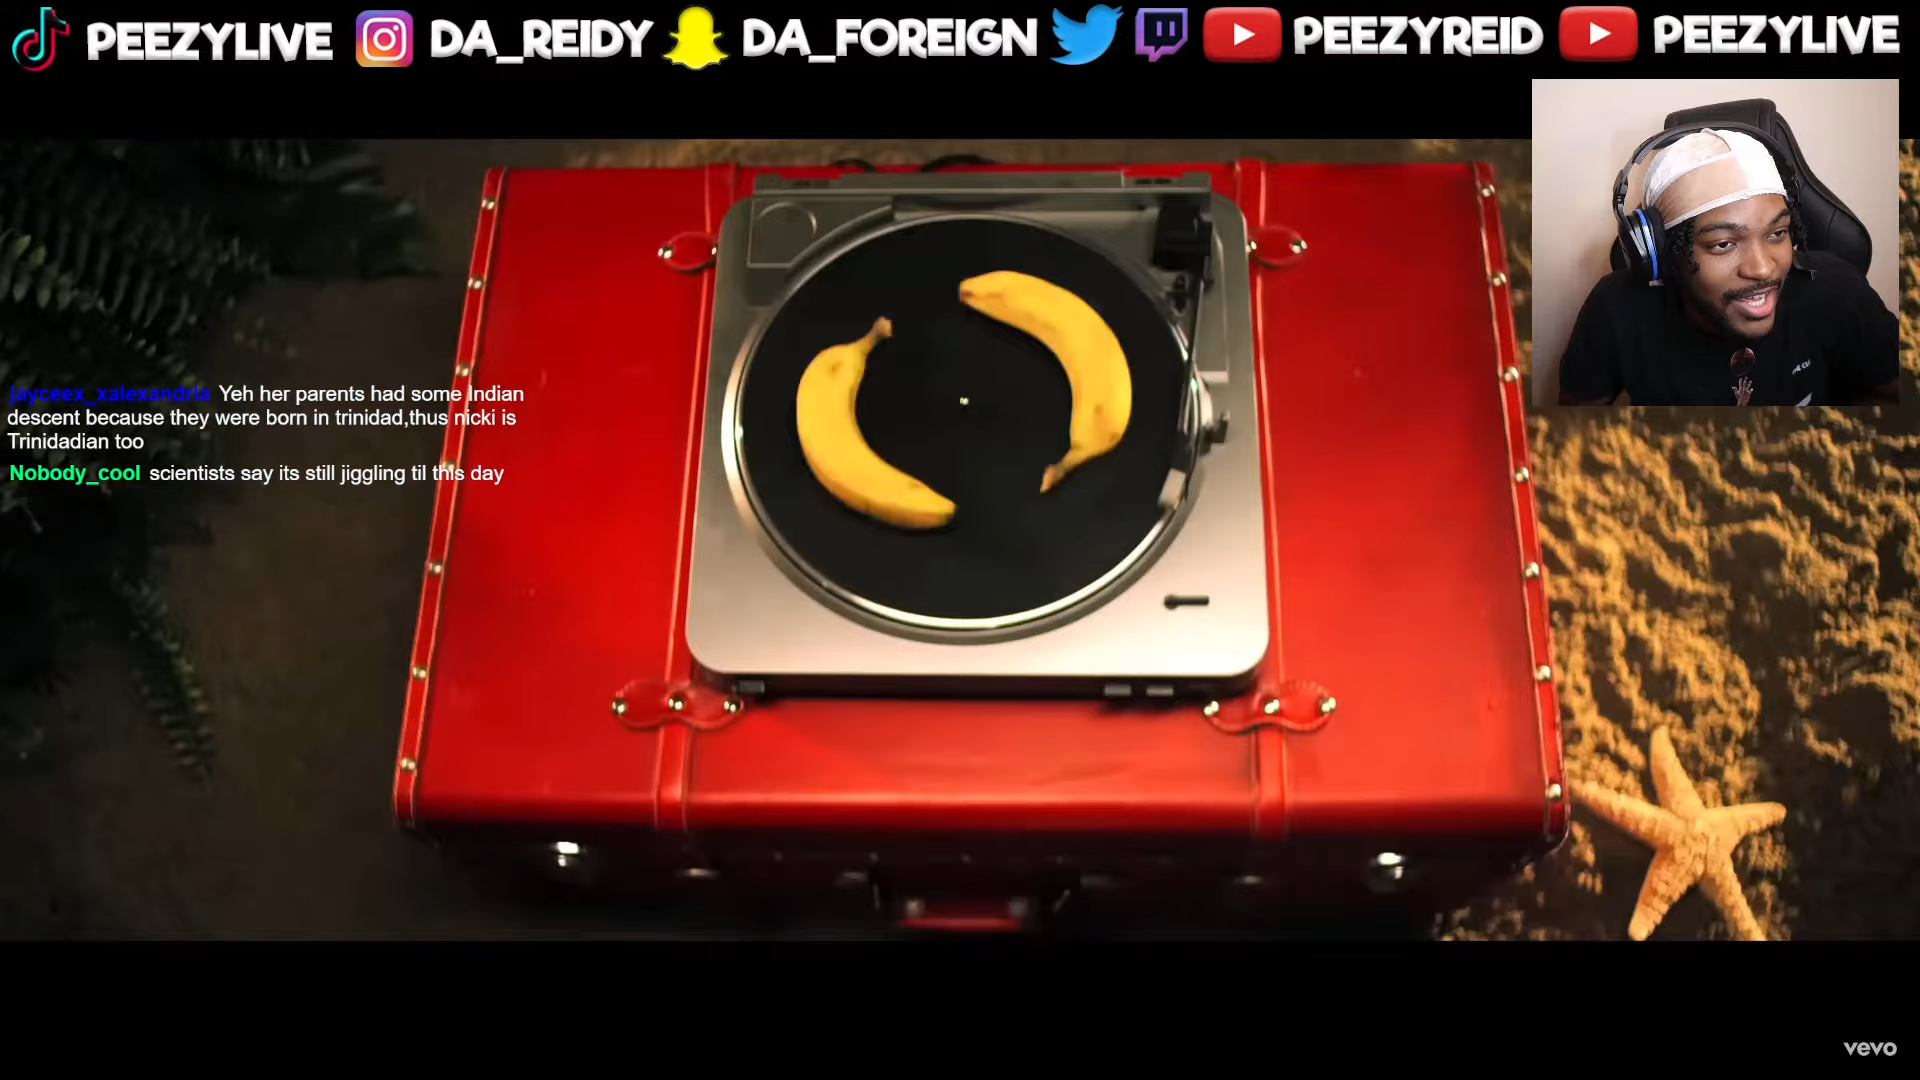 PEEZYLIVE DA_REIDY DA_FOREIGN PEEZYREID PEEZYLIVE
jayceex_xalexandria Yeh her parents had some Indian
descent because they were born in trinidad,thus nicki is
Trinidadian too
Nobody_cool scientists say its still jiggling til this day
vevo